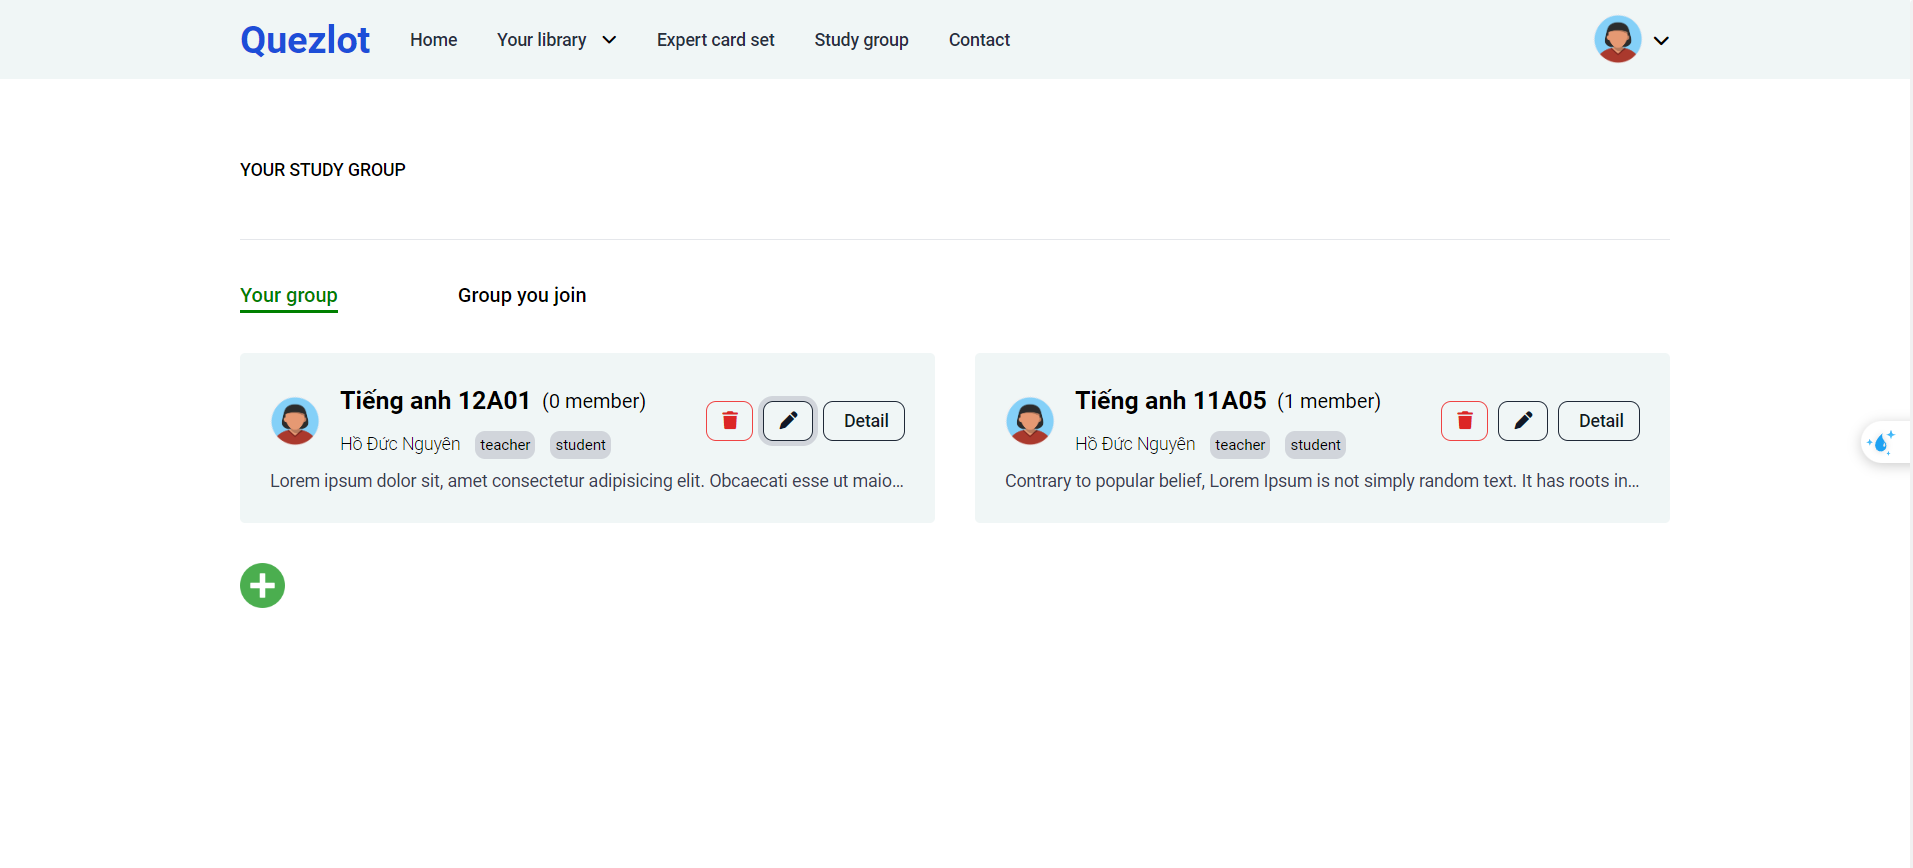 Quezlot Home Your library Expert card set Study group Contact
YOUR STUDY GROUP
Your group Group you join
Tiếng anh 12A01 (0 member)
Detail
Hồ Đức Nguyên teacher student
Lorem ipsum dolor sit, amet consectetur adipisicing elit. Obcaecati esse ut maio...
Tiếng anh 11A05 (1 member)
Detail
Hồ Đức Nguyên teacher student
Contrary to popular belief, Lorem Ipsum is not simply random text. It has roots in...